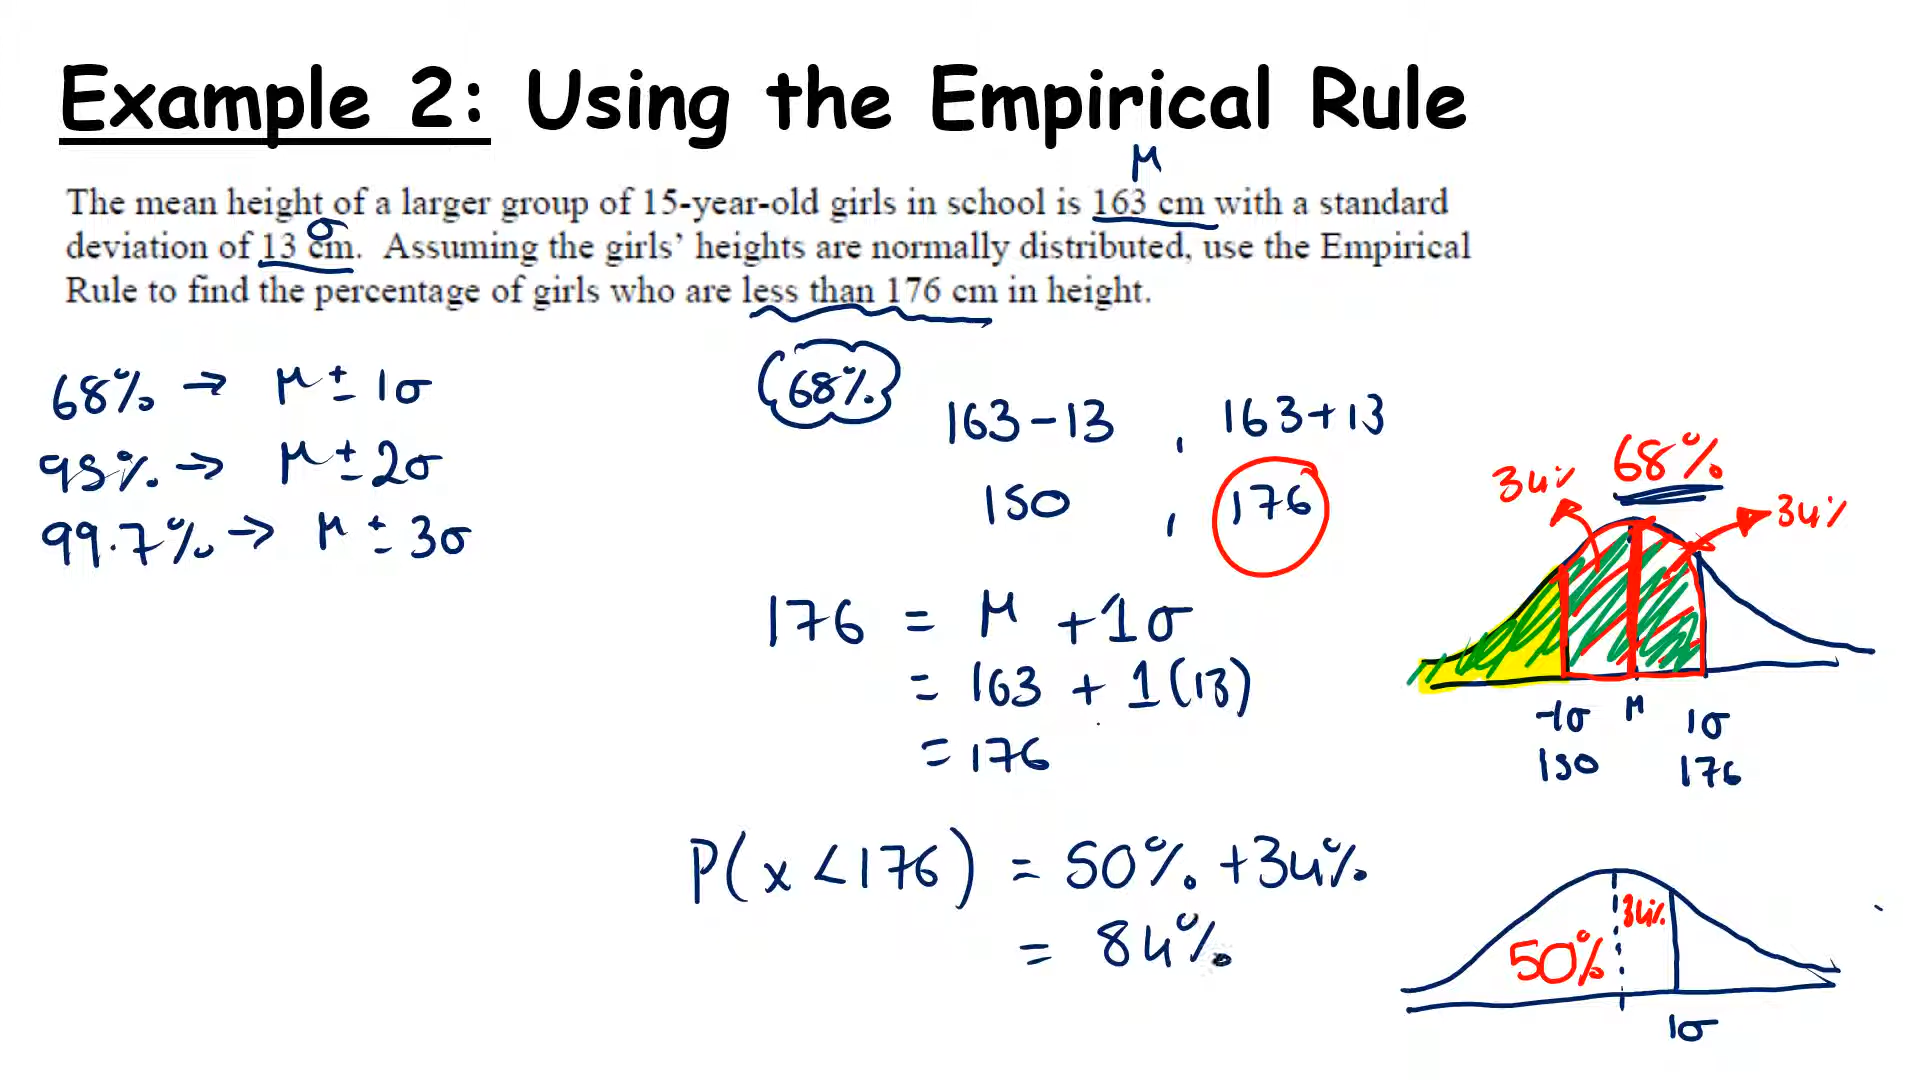 Example 2: Using the Empirical Rule
μ
The mean height of a larger group of 15-year-old girls in school is 163 cm with a standard
σ
deviation of 13 cm. Assuming the girls' heights are normally distributed, use the Empirical
Rule to find the percentage of girls who are less than 176 cm in height.
68% → μ ± 1σ
95% → μ ± 2σ
99.7% → μ ± 3σ
68%
163-13 , 163+13
150 , 176
176 = μ + 1σ
= 163 + 1(13)
= 176
P(x < 176) = 50% + 34%
= 84%
68%
34%
34%
-1σ μ 1σ
150 176
34%
50%
1σ